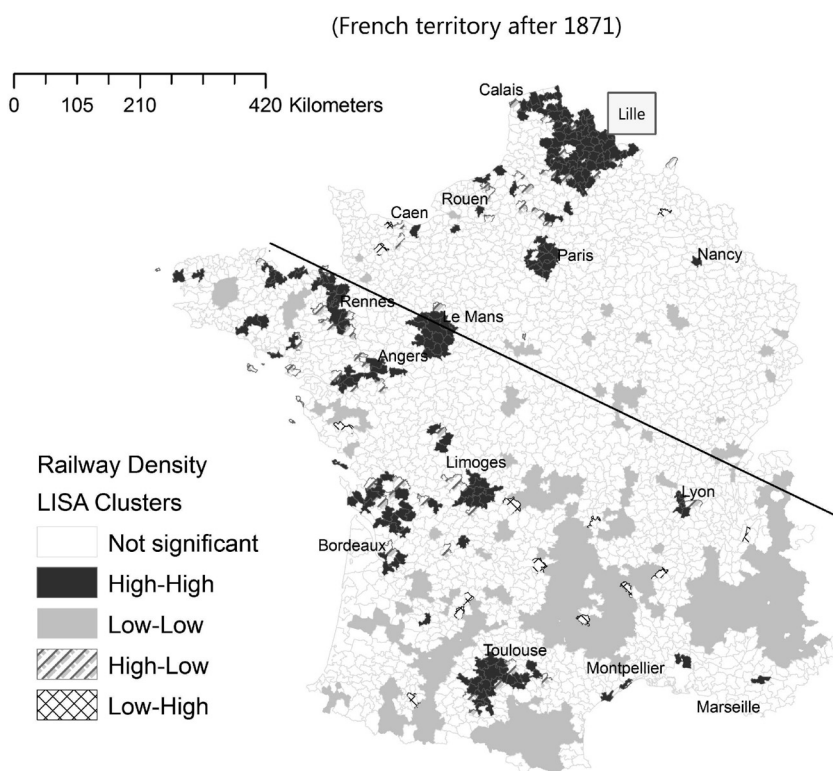 (French territory after 1871)
0 105 210 420 Kilometers
Calais
Lille
Rouen
Caen
Paris
Nancy
Rennes
Le Mans
Angers
Limoges
Lyon
Bordeaux
Toulouse
Montpellier
Marseille
Railway Density
LISA Clusters
Not significant
High-High
Low-Low
High-Low
Low-High